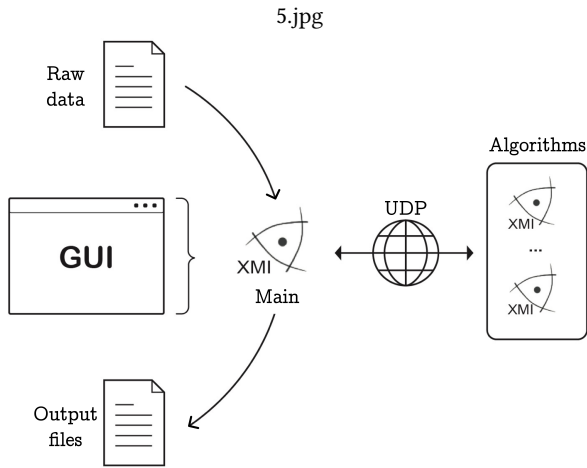 5.jpg
Raw
data
Algorithms
GUI
UDP
XMI
XMI
...
XMI
Main
Output
files